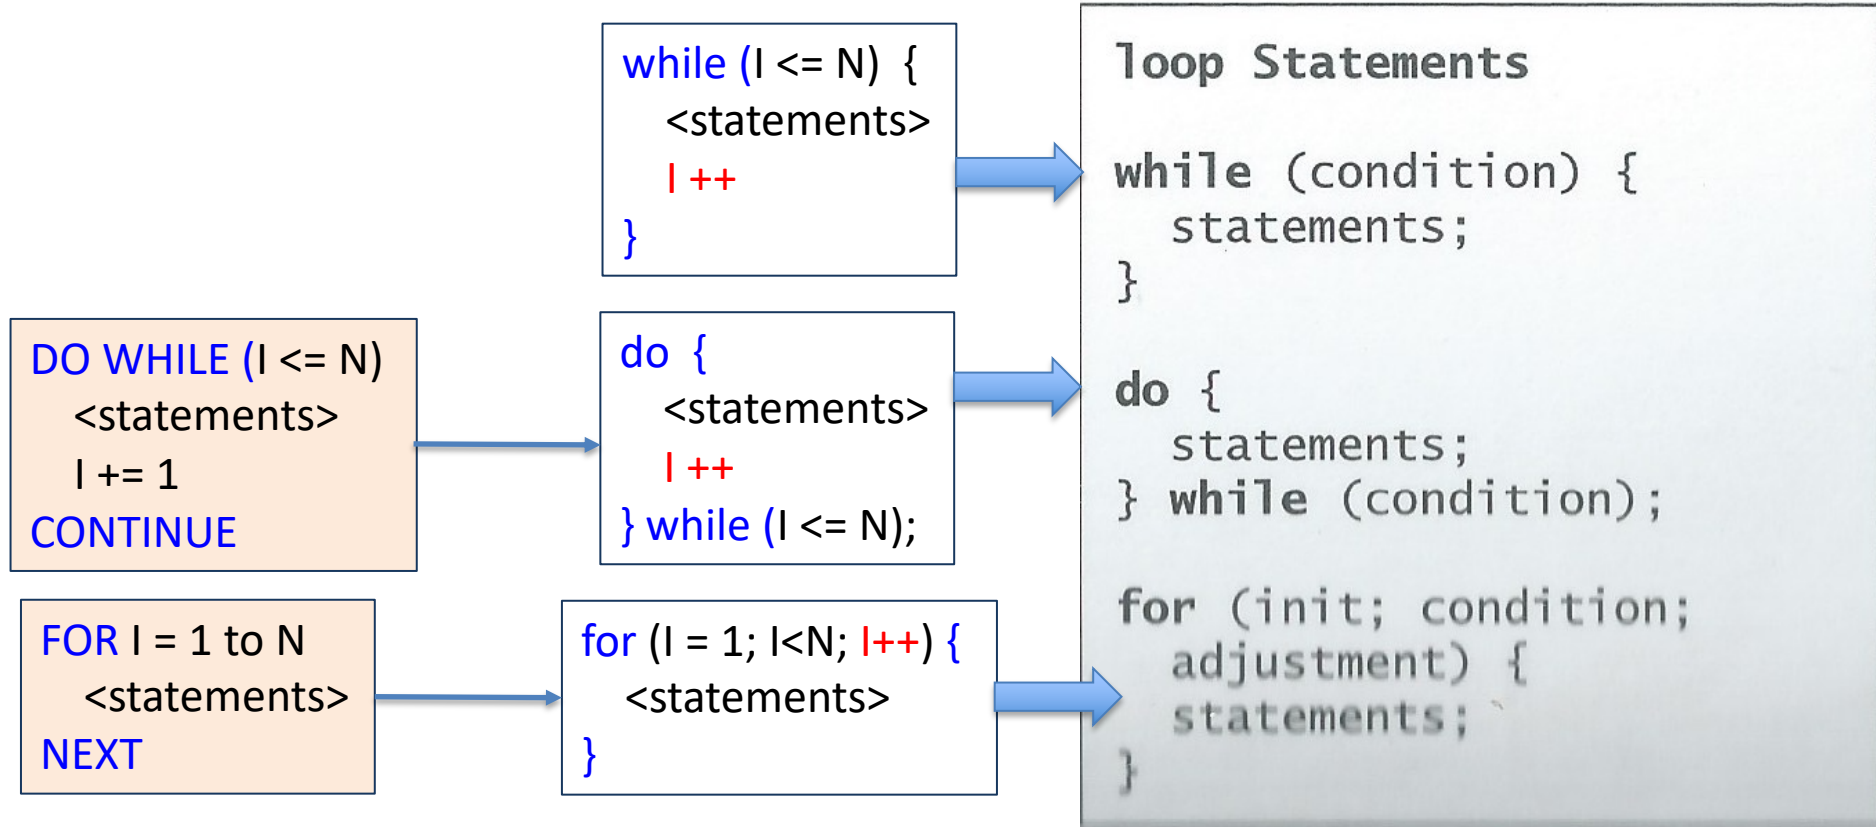 while (I <= N) {
<statements>
I ++
}
DO WHILE (I <= N)
<statements>
I += 1
CONTINUE
do {
<statements>
I ++
} while (I <= N);
FOR I = 1 to N
<statements>
NEXT
for (I = 1; I<N; I++) {
<statements>
}
loop Statements
while (condition) {
statements;
}
do {
statements;
} while (condition);
for (init; condition;
adjustment) {
statements;
}